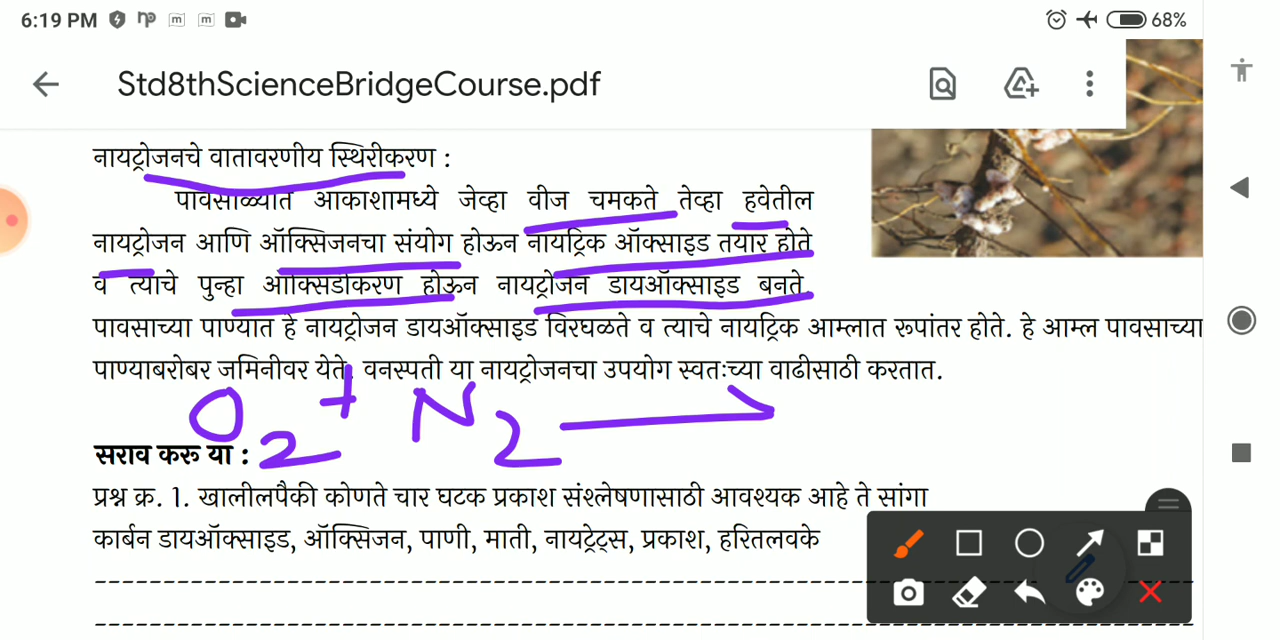 6:19 PM
68%
Std8thScienceBridgeCourse.pdf
नायट्रोजनचे वातावरणीय स्थिरीकरण :
पावसाळ्यात आकाशामध्ये जेव्हा वीज चमकते तेव्हा हवेतील
नायट्रोजन आणि ऑक्सिजनचा संयोग होऊन नायट्रिक ऑक्साइड तयार होते
व त्याचे पुन्हा ऑक्सिडीकरण होऊन नायट्रोजन डायऑक्साइड बनते.
पावसाच्या पाण्यात हे नायट्रोजन डायऑक्साइड विरघळते व त्याचे नायट्रिक आम्लात रूपांतर होते. हे आम्ल पावसाच्या
पाण्याबरोबर जमिनीवर येते. वनस्पती या नायट्रोजनचा उपयोग स्वतःच्या वाढीसाठी करतात.
O2 + N2 →
सराव करू या :
प्रश्न क्र. 1. खालीलपैकी कोणते चार घटक प्रकाश संश्लेषणासाठी आवश्यक आहे ते सांगा
कार्बन डायऑक्साइड, ऑक्सिजन, पाणी, माती, नायट्रेट्स, प्रकाश, हरितलवके